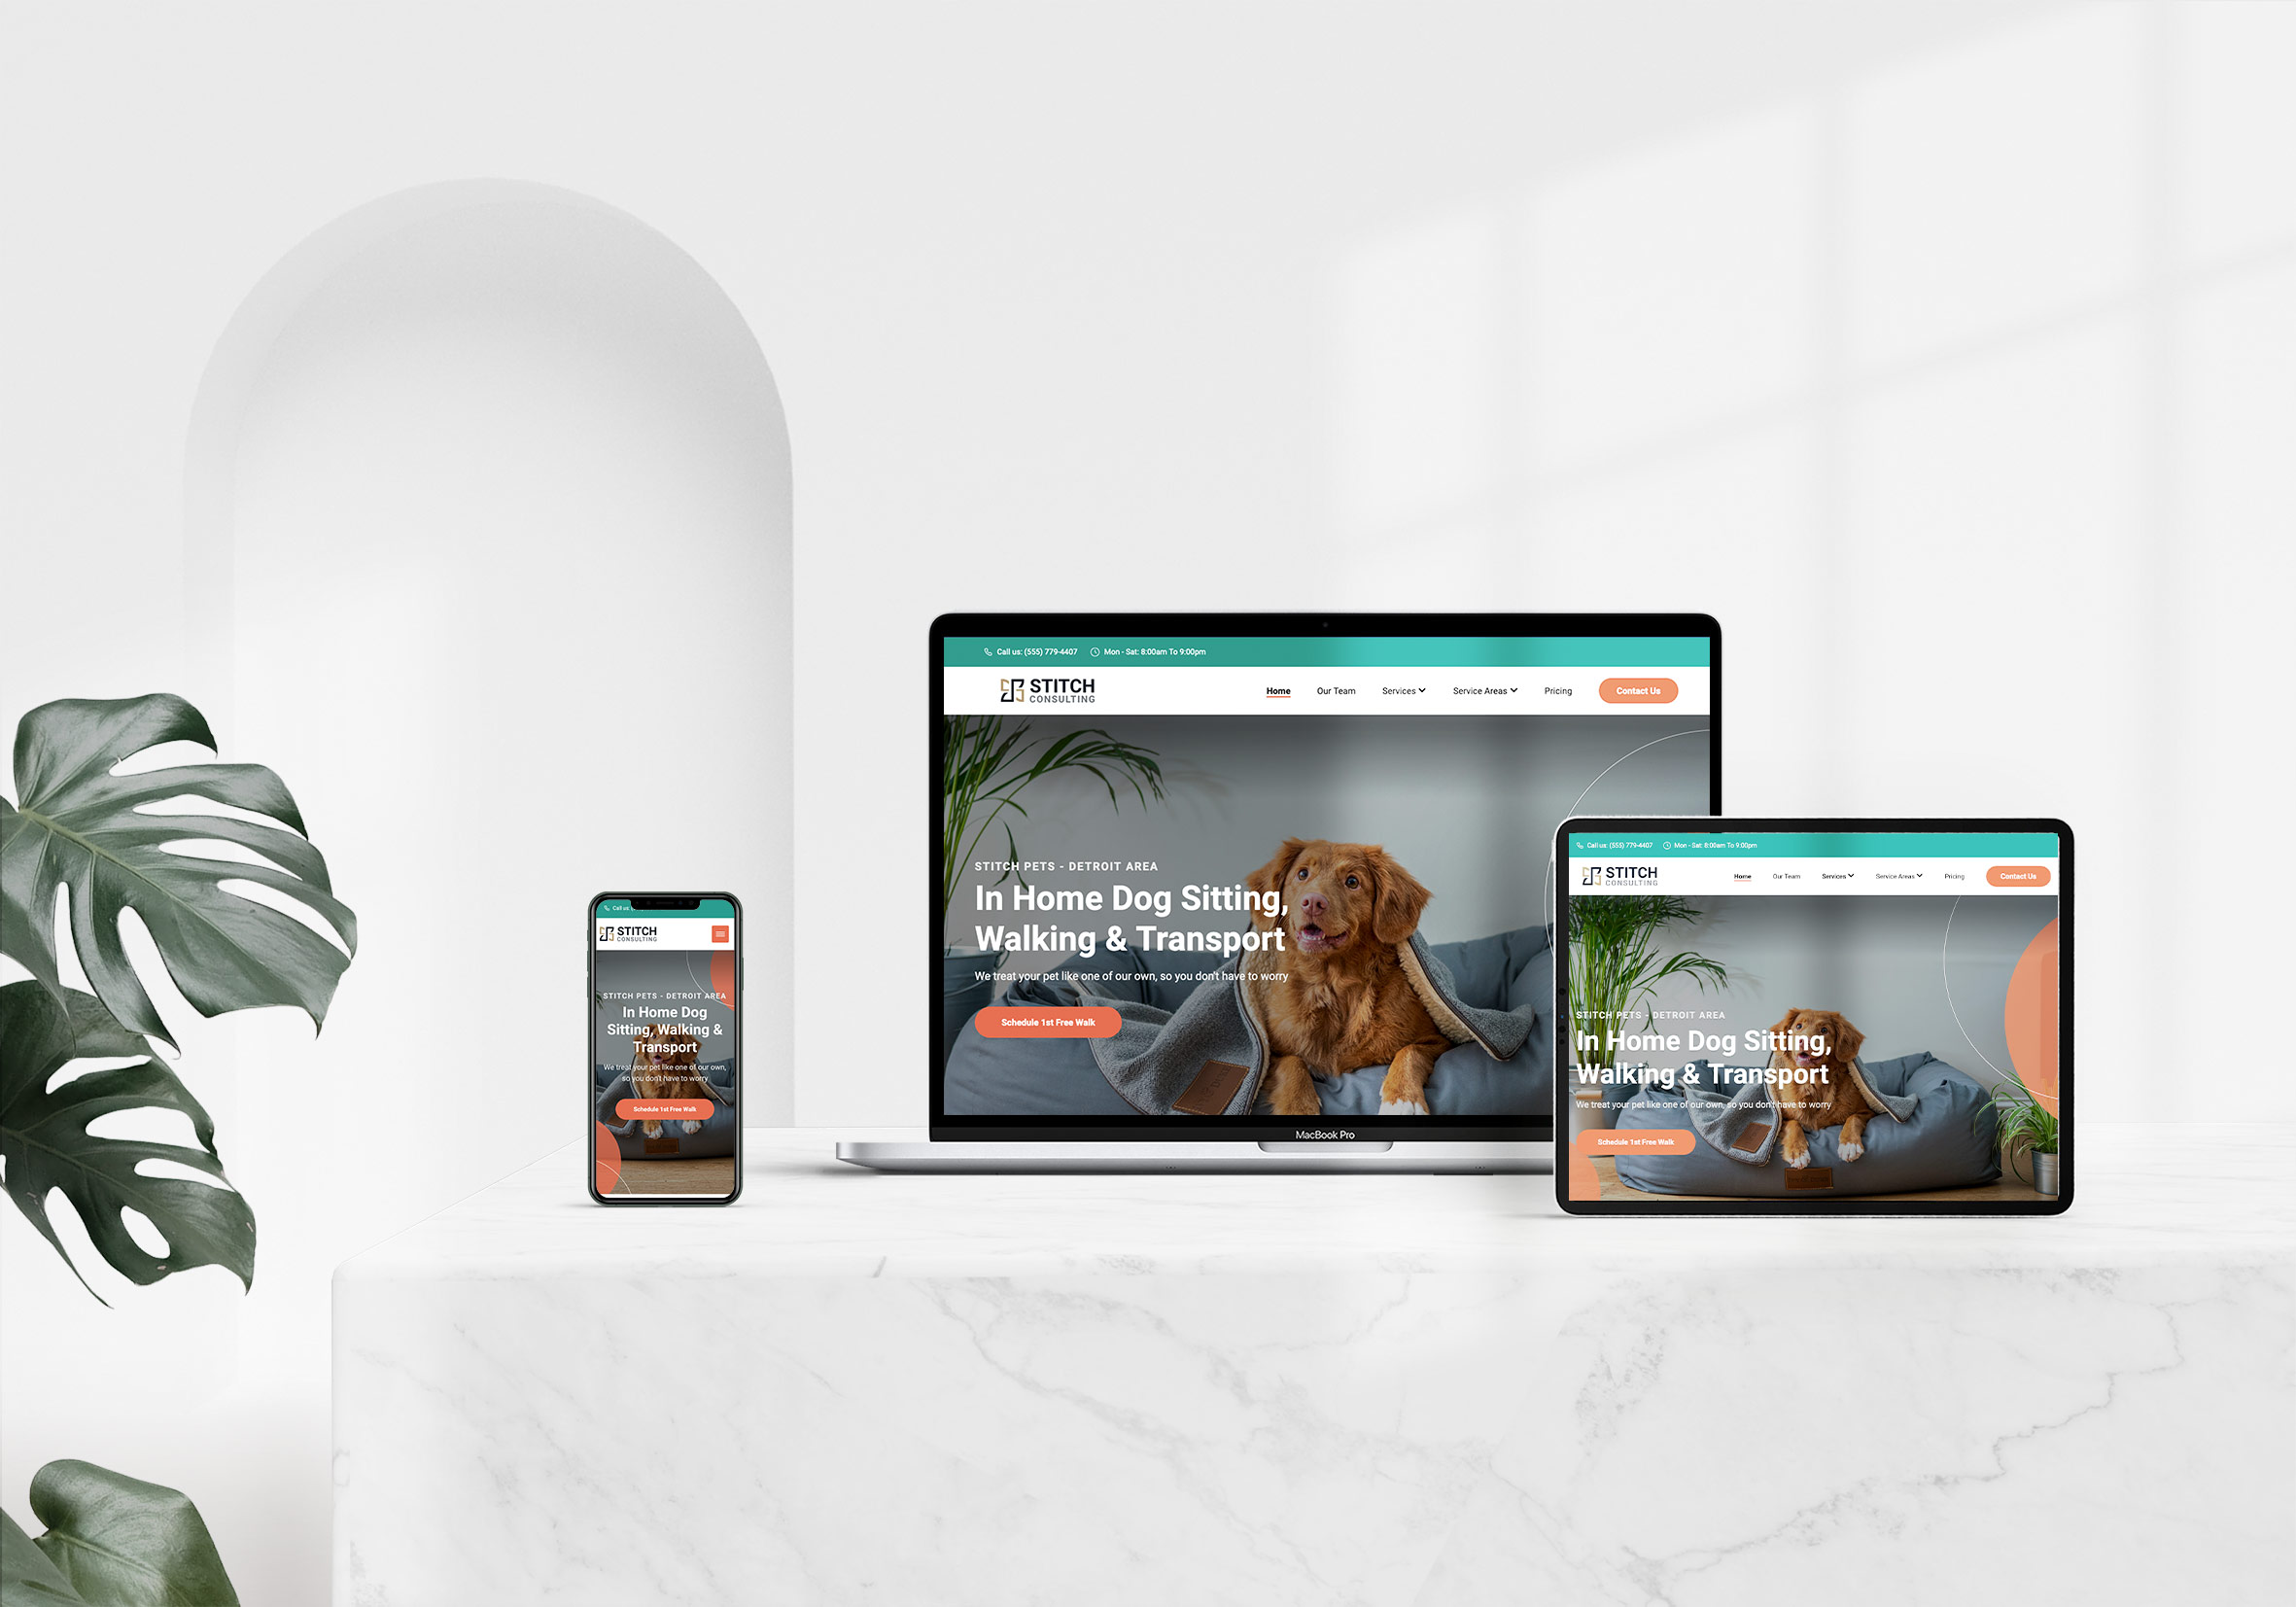 Call us: (555) 779-4407 Mon - Sat: 8:00am To 9:00pm
STITCH
CONSULTING
Home Our Team Services Service Areas Pricing Contact Us
STITCH PETS - DETROIT AREA
In Home Dog Sitting,
Walking & Transport
We treat your pet like one of our own, so you don't have to worry
Schedule 1st Free Walk
MacBook Pro
Call us: (555) 779-4407 Mon - Sat: 8:00am To 9:00pm
STITCH
CONSULTING
Home Our Team Services Service Areas Pricing Contact Us
STITCH PETS - DETROIT AREA
In Home Dog Sitting,
Walking & Transport
We treat your pet like one of our own, so you don't have to worry
Schedule 1st Free Walk
Call us:
STITCH
CONSULTING
STITCH PETS - DETROIT AREA
In Home Dog
Sitting, Walking &
Transport
We treat your pet like one of our own,
so you don't have to worry
Schedule 1st Free Walk